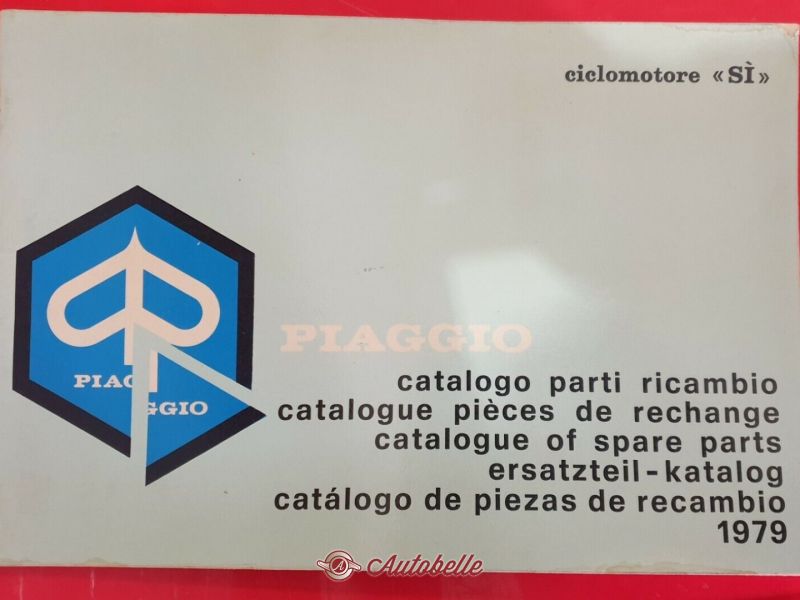 ciclomotore «SÌ»
PIAGGIO
PIAGGIO
catalogo parti ricambio
catalogue pièces de rechange
catalogue of spare parts
ersatzteil-katalog
catálogo de piezas de recambio
1979
Autobelle